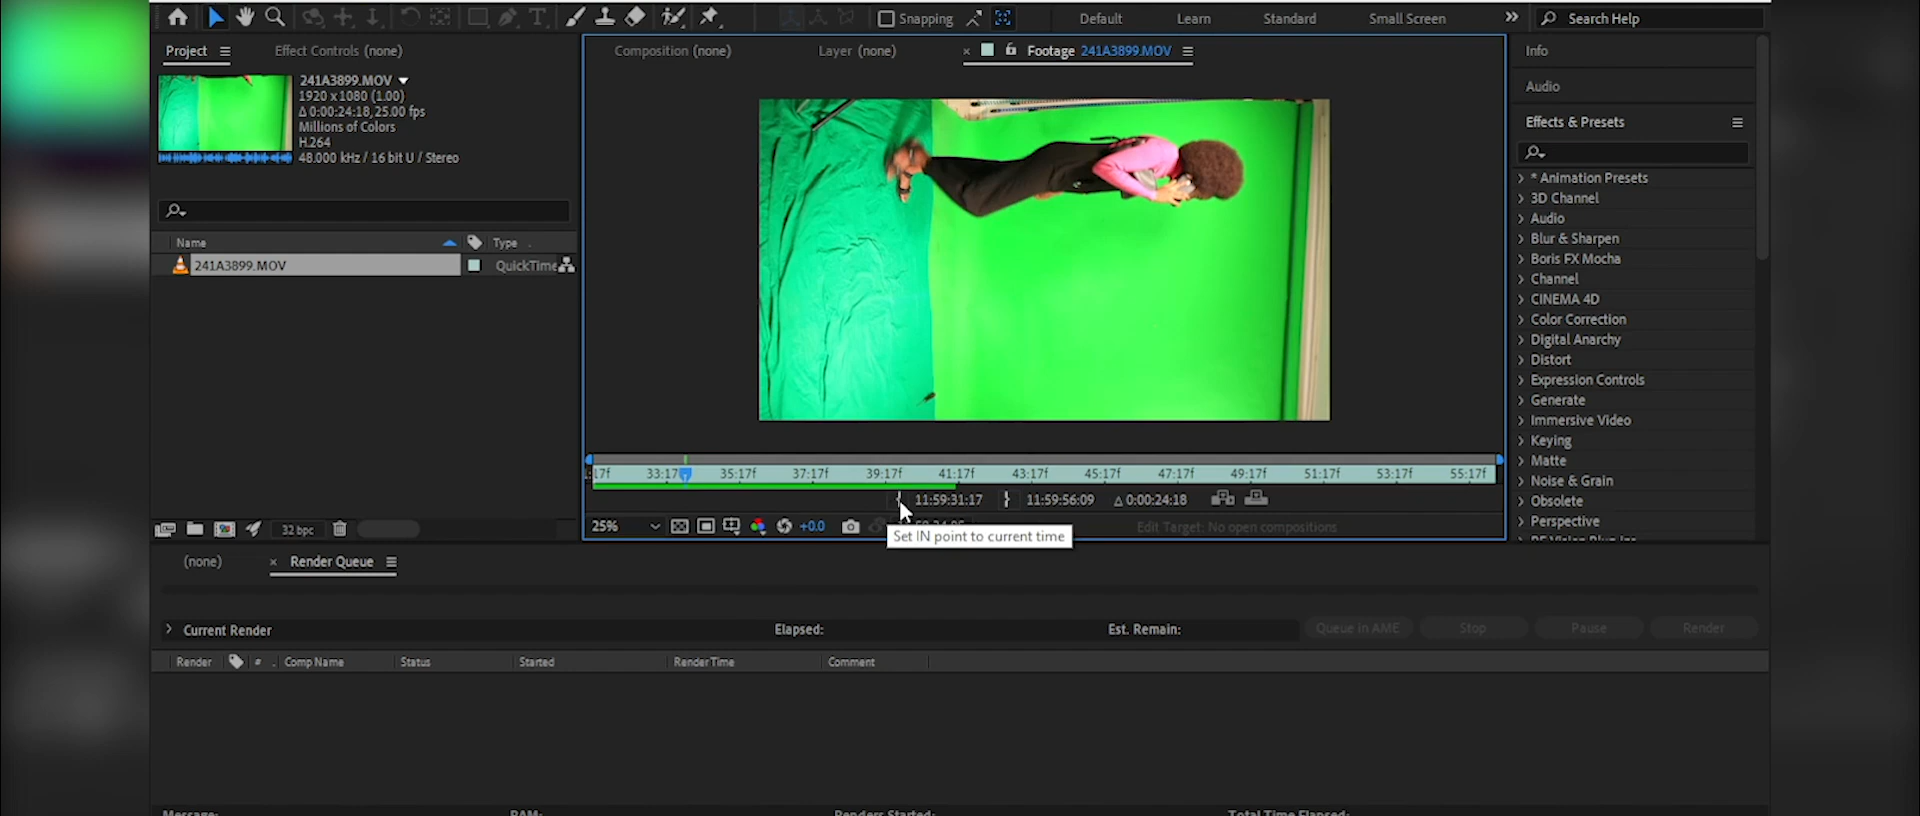 Snapping
Default
Learn
Standard
Small Screen
Search Help
Project
Effect Controls (none)
241A3899.MOV
1920 x 1080 (1.00)
Δ 0:00:24:18, 25.00 fps
Millions of Colors
H.264
48.000 kHz / 16 bit U / Stereo
Name
Type
241A3899.MOV
QuickTime
32 bpc
Composition (none)
Layer (none)
Footage 241A3899.MOV
:17f 33:17f 35:17f 37:17f 39:17f 41:17f 43:17f 45:17f 47:17f 49:17f 51:17f 53:17f 55:17f
11:59:31:17
11:59:56:09
Δ 0:00:24:18
25%
+0.0
Edit Target: No open compositions
Set IN point to current time
Info
Audio
Effects & Presets
* Animation Presets
3D Channel
Audio
Blur & Sharpen
Boris FX Mocha
Channel
CINEMA 4D
Color Correction
Digital Anarchy
Distort
Expression Controls
Generate
Immersive Video
Keying
Matte
Noise & Grain
Obsolete
Perspective
(none)
Render Queue
Current Render
Elapsed:
Est. Remain:
Queue in AME
Stop
Pause
Render
Render # Comp Name Status Started Render Time Comment
Message:
RAM:
Renders Started:
Total Time Elapsed: